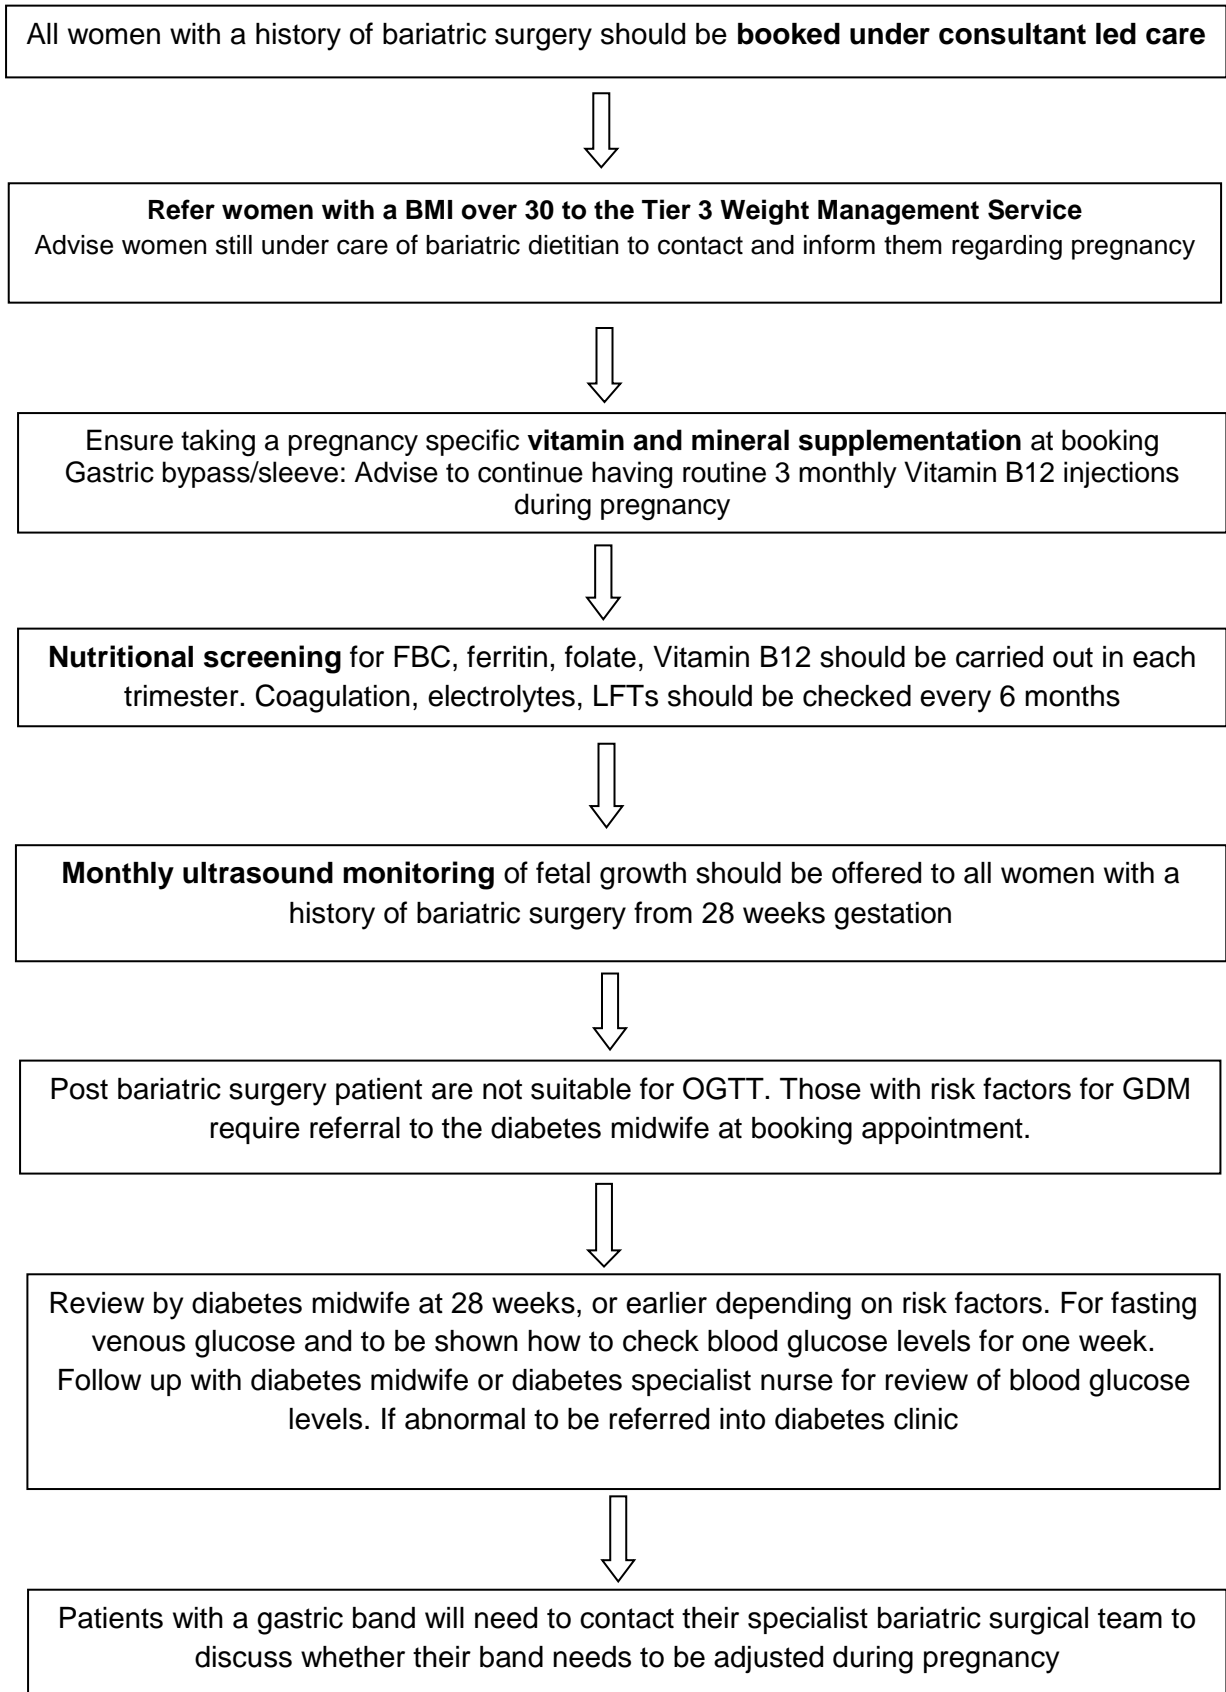 All women with a history of bariatric surgery should be booked under consultant led care
Refer women with a BMI over 30 to the Tier 3 Weight Management Service
Advise women still under care of bariatric dietitian to contact and inform them regarding pregnancy
Ensure taking a pregnancy specific vitamin and mineral supplementation at booking
Gastric bypass/sleeve: Advise to continue having routine 3 monthly Vitamin B12 injections
during pregnancy
Nutritional screening for FBC, ferritin, folate, Vitamin B12 should be carried out in each
trimester. Coagulation, electrolytes, LFTs should be checked every 6 months
Monthly ultrasound monitoring of fetal growth should be offered to all women with a
history of bariatric surgery from 28 weeks gestation
Post bariatric surgery patient are not suitable for OGTT. Those with risk factors for GDM
require referral to the diabetes midwife at booking appointment.
Review by diabetes midwife at 28 weeks, or earlier depending on risk factors. For fasting
venous glucose and to be shown how to check blood glucose levels for one week.
Follow up with diabetes midwife or diabetes specialist nurse for review of blood glucose
levels. If abnormal to be referred into diabetes clinic
Patients with a gastric band will need to contact their specialist bariatric surgical team to
discuss whether their band needs to be adjusted during pregnancy